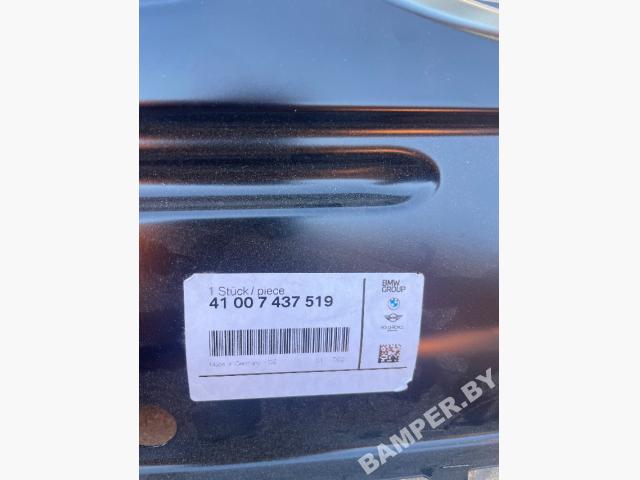 1 Stück / piece
41 00 7 437 519
Made in Germany
BMW
GROUP
BAMPER.BY